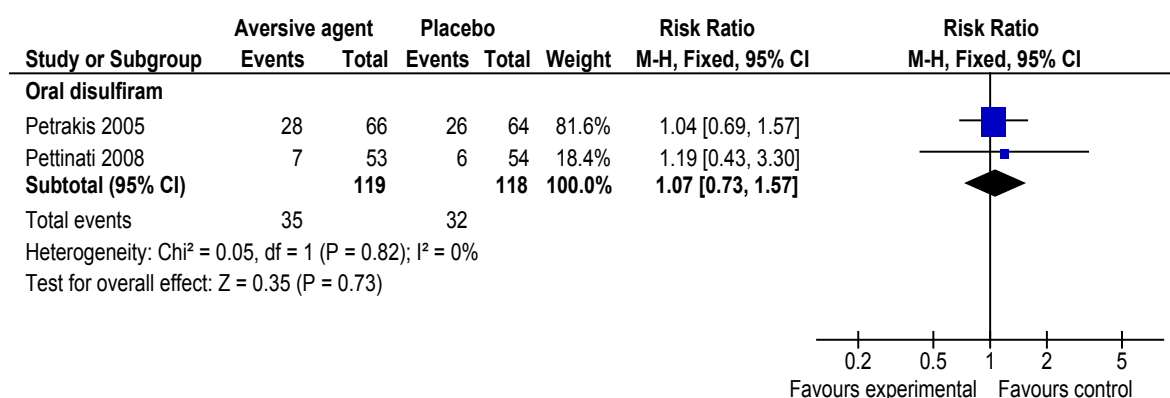 Aversive agent Placebo Risk Ratio Risk Ratio
Study or Subgroup Events Total Events Total Weight M-H, Fixed, 95% CI M-H, Fixed, 95% CI
Oral disulfiram
Petrakis 2005 28 66 26 64 81.6% 1.04 [0.69, 1.57]
Pettinati 2008 7 53 6 54 18.4% 1.19 [0.43, 3.30]
Subtotal (95% CI) 119 118 100.0% 1.07 [0.73, 1.57]
Total events 35 32
Heterogeneity: Chi² = 0.05, df = 1 (P = 0.82); I² = 0%
Test for overall effect: Z = 0.35 (P = 0.73)
0.2 0.5 1 2 5
Favours experimental Favours control